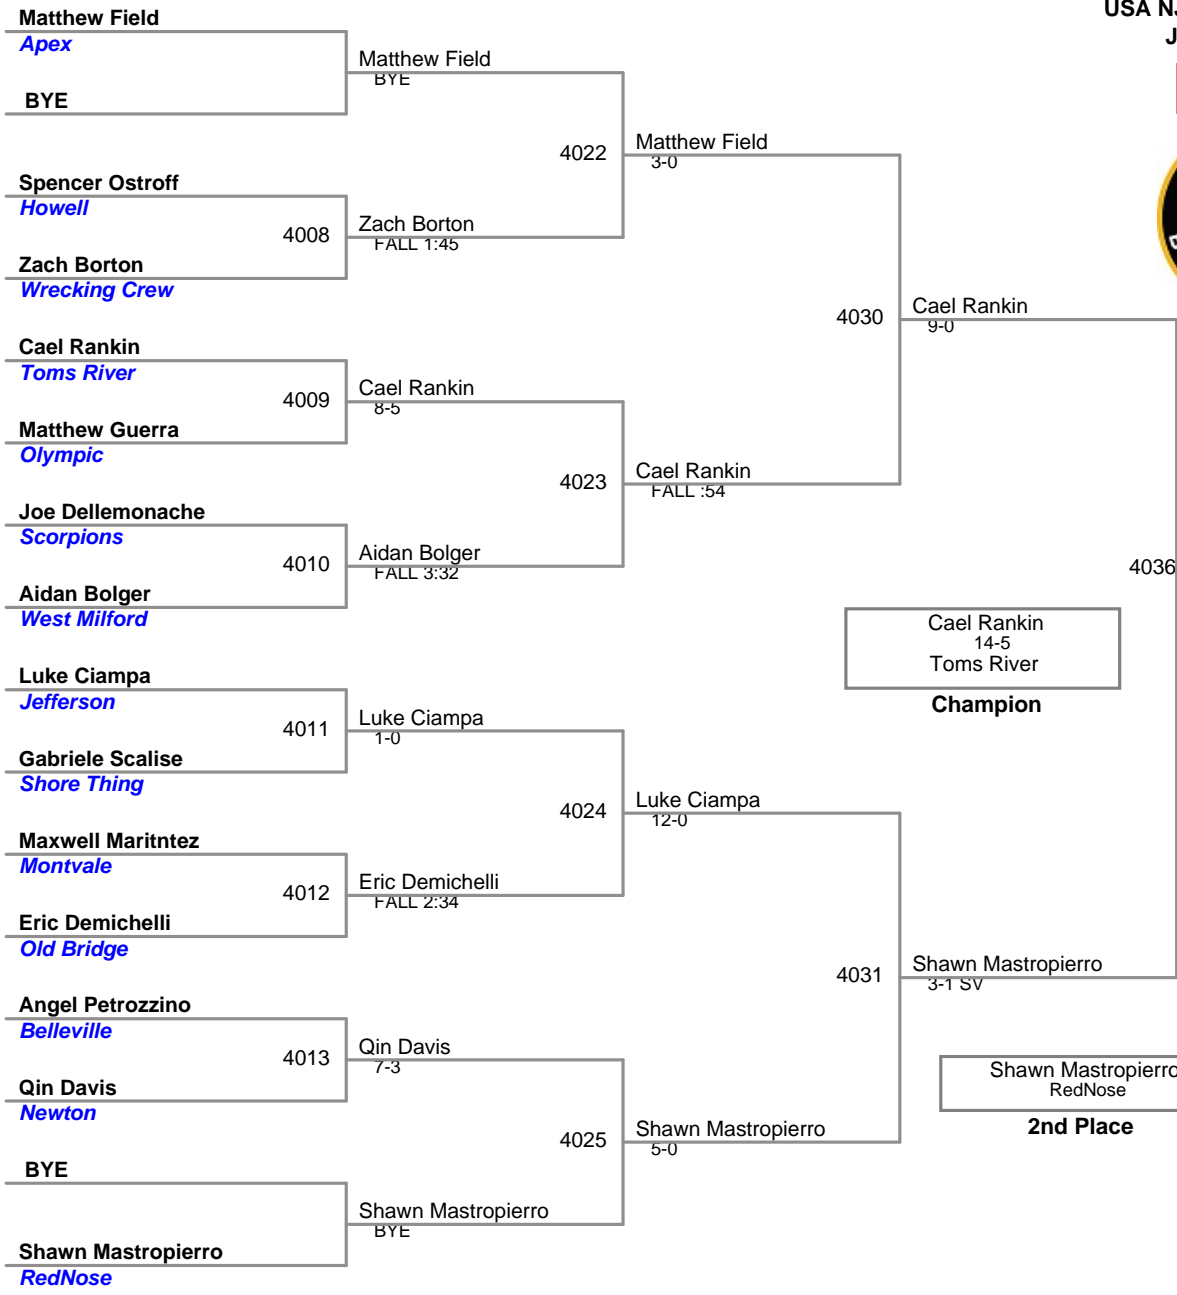 USA NJ
J
Matthew Field
Apex
BYE
Spencer Ostroff
Howell
Zach Borton
Wrecking Crew
Cael Rankin
Toms River
Matthew Guerra
Olympic
Joe Dellemonache
Scorpions
Aidan Bolger
West Milford
Luke Ciampa
Jefferson
Gabriele Scalise
Shore Thing
Maxwell Maritntez
Montvale
Eric Demichelli
Old Bridge
Angel Petrozzino
Belleville
Qin Davis
Newton
BYE
Shawn Mastropierro
RedNose
4008
4009
4010
4011
4012
4013
Matthew Field
BYE
Zach Borton
FALL 1:45
Cael Rankin
8-5
Aidan Bolger
FALL 3:32
Luke Ciampa
1-0
Eric Demichelli
FALL 2:34
Qin Davis
7-3
Shawn Mastropierro
BYE
4022
4023
4024
4025
Matthew Field
3-0
Cael Rankin
FALL :54
Luke Ciampa
12-0
Shawn Mastropierro
5-0
4030
4031
Cael Rankin
9-0
Shawn Mastropierro
3-1 SV
4036
Cael Rankin
14-5
Toms River
Champion
Shawn Mastropierro
RedNose
2nd Place